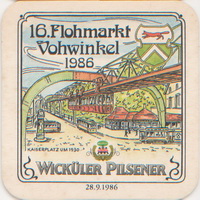 16. Flohmarkt
Vohwinkel
1986
KAISERPLATZ UM 1930
WICKÜLER PILSENER
28.9.1986